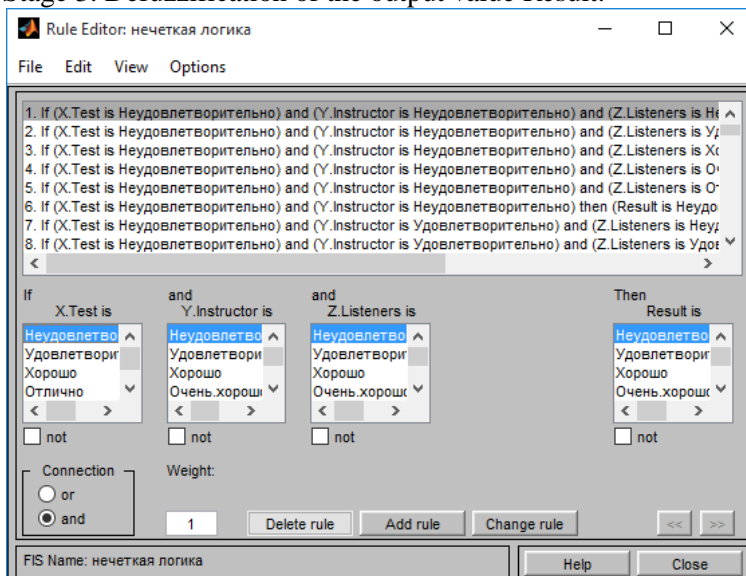 Stage 3. Defuzzification of the output value Result.
Rule Editor: нечеткая логика
File Edit View Options
1. If (X.Test is Неудовлетворительно) and (Y.Instructor is Неудовлетворительно) and (Z.Listeners is Не
2. If (X.Test is Неудовлетворительно) and (Y.Instructor is Неудовлетворительно) and (Z.Listeners is Уд
3. If (X.Test is Неудовлетворительно) and (Y.Instructor is Неудовлетворительно) and (Z.Listeners is Хо
4. If (X.Test is Неудовлетворительно) and (Y.Instructor is Неудовлетворительно) and (Z.Listeners is Оч
5. If (X.Test is Неудовлетворительно) and (Y.Instructor is Неудовлетворительно) and (Z.Listeners is От
6. If (X.Test is Неудовлетворительно) and (Y.Instructor is Неудовлетворительно) then (Result is Неудо
7. If (X.Test is Неудовлетворительно) and (Y.Instructor is Удовлетворительно) and (Z.Listeners is Неуд
8. If (X.Test is Неудовлетворительно) and (Y.Instructor is Удовлетворительно) and (Z.Listeners is Удов
If and and Then
X.Test is Y.Instructor is Z.Listeners is Result is
Неудовлетво Неудовлетво Неудовлетво Неудовлетво
Удовлетвори Удовлетвори Удовлетвори Удовлетвори
Хорошо Хорошо Хорошо Хорошо
Отлично Очень.хорошо Очень.хорошо Очень.хорошо
not not not not
Connection Weight:
or
and 1 Delete rule Add rule Change rule << >>
FIS Name: нечеткая логика Help Close